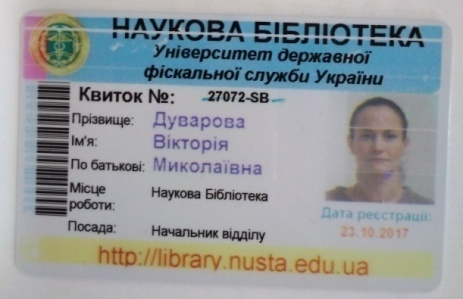 НАУКОВА БІБЛІОТЕКА
Університет державної
фіскальної служби України
Квиток №: 27072-SB
Прізвище: Дуварова
Ім'я: Вікторія
По батькові: Миколаївна
Місце роботи: Наукова Бібліотека
Посада: Начальник відділу
Дата реєстрації:
23.10.2017
http://library.nusta.edu.ua